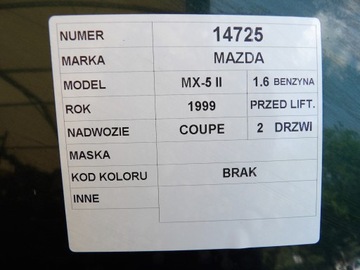 NUMER 14725
MARKA MAZDA
MODEL MX-5 II 1.6 BENZYNA
ROK 1999 PRZED LIFT.
NADWOZIE COUPE 2 DRZWI
MASKA
KOD KOLORU BRAK
INNE